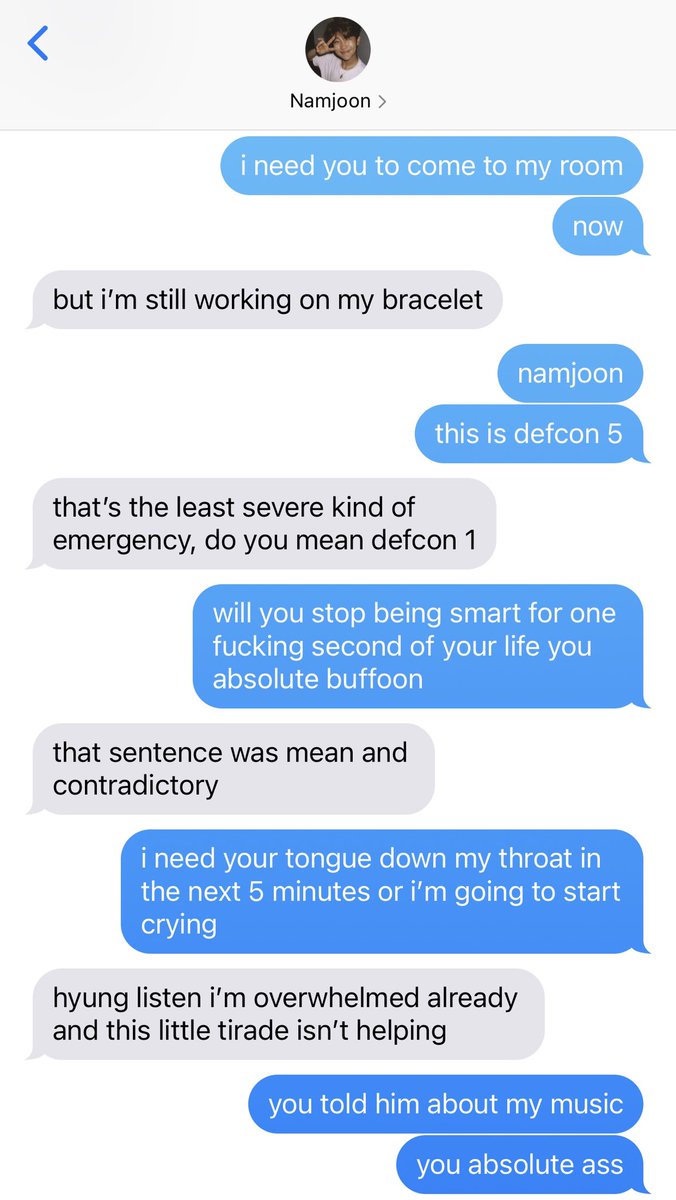 Namjoon
i need you to come to my room
now
but i’m still working on my bracelet
namjoon
this is defcon 5
that’s the least severe kind of
emergency, do you mean defcon 1
will you stop being smart for one
fucking second of your life you
absolute buffoon
that sentence was mean and
contradictory
i need your tongue down my throat in
the next 5 minutes or i’m going to start
crying
hyung listen i’m overwhelmed already
and this little tirade isn’t helping
you told him about my music
you absolute ass